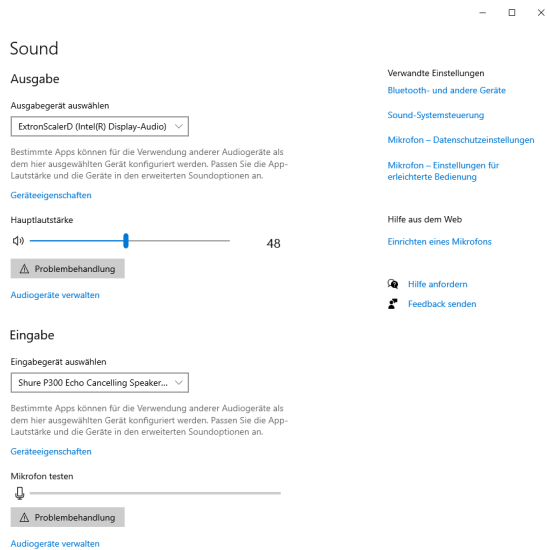 Sound
Ausgabe
Ausgabegerät auswählen
ExtronScalerD (Intel(R) Display-Audio)
Bestimmte Apps können für die Verwendung anderer Audiogeräte als
dem hier ausgewählten Gerät konfiguriert werden. Passen Sie die App-
Lautstärke und die Geräte in den erweiterten Soundoptionen an.
Geräteeigenschaften
Hauptlautstärke
48
Problembehandlung
Audiogeräte verwalten
Eingabe
Eingabegerät auswählen
Shure P300 Echo Cancelling Speaker...
Bestimmte Apps können für die Verwendung anderer Audiogeräte als
dem hier ausgewählten Gerät konfiguriert werden. Passen Sie die App-
Lautstärke und die Geräte in den erweiterten Soundoptionen an.
Geräteeigenschaften
Mikrofon testen
Problembehandlung
Audiogeräte verwalten
Verwandte Einstellungen
Bluetooth- und andere Geräte
Sound-Systemsteuerung
Mikrofon – Datenschutzeinstellungen
Mikrofon – Einstellungen für
erleichterte Bedienung
Hilfe aus dem Web
Einrichten eines Mikrofons
Hilfe anfordern
Feedback senden